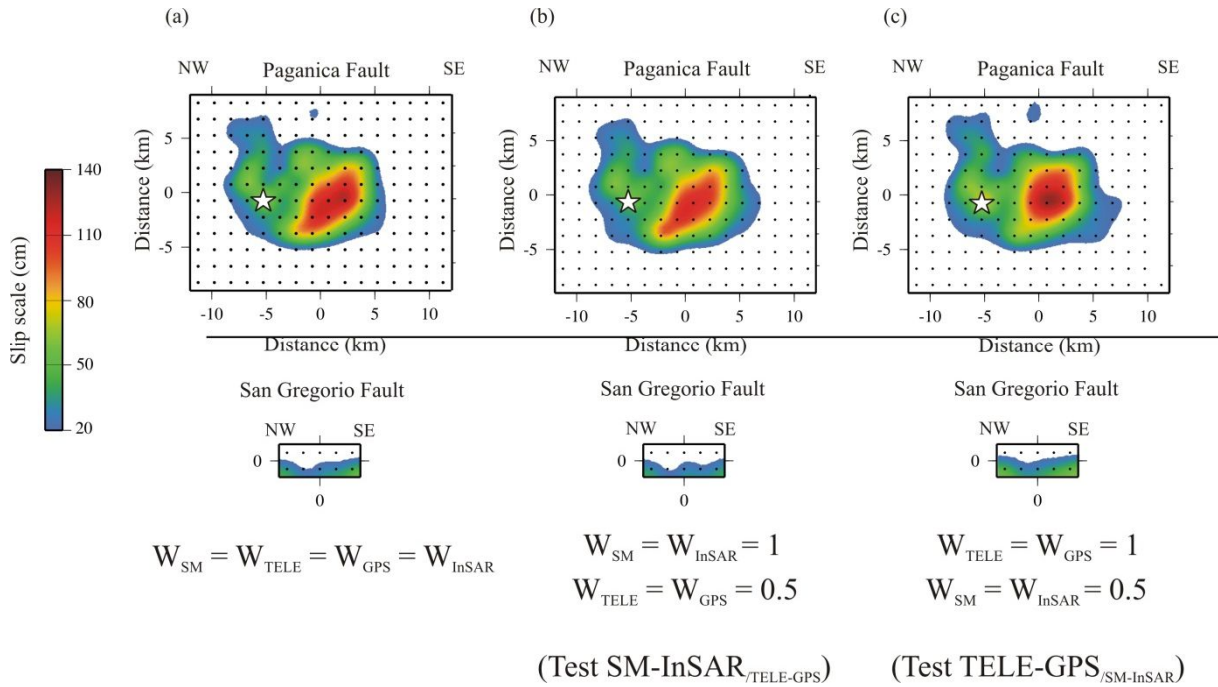 (a)
NW Paganica Fault SE
Distance (km)
5
0
-5
-10 -5 0 5 10
Distance (km)
Slip scale (cm)
140
110
80
50
20
San Gregorio Fault
NW SE
0
0
W_SM = W_TELE = W_GPS = W_InSAR
(b)
NW Paganica Fault SE
Distance (km)
5
0
-5
-10 -5 0 5 10
Distance (km)
San Gregorio Fault
NW SE
0
0
W_SM = W_InSAR = 1
W_TELE = W_GPS = 0.5
(Test SM-InSAR/TELE-GPS)
(c)
NW Paganica Fault SE
Distance (km)
5
0
-5
-10 -5 0 5 10
Distance (km)
San Gregorio Fault
NW SE
0
0
W_TELE = W_GPS = 1
W_SM = W_InSAR = 0.5
(Test TELE-GPS/SM-InSAR)